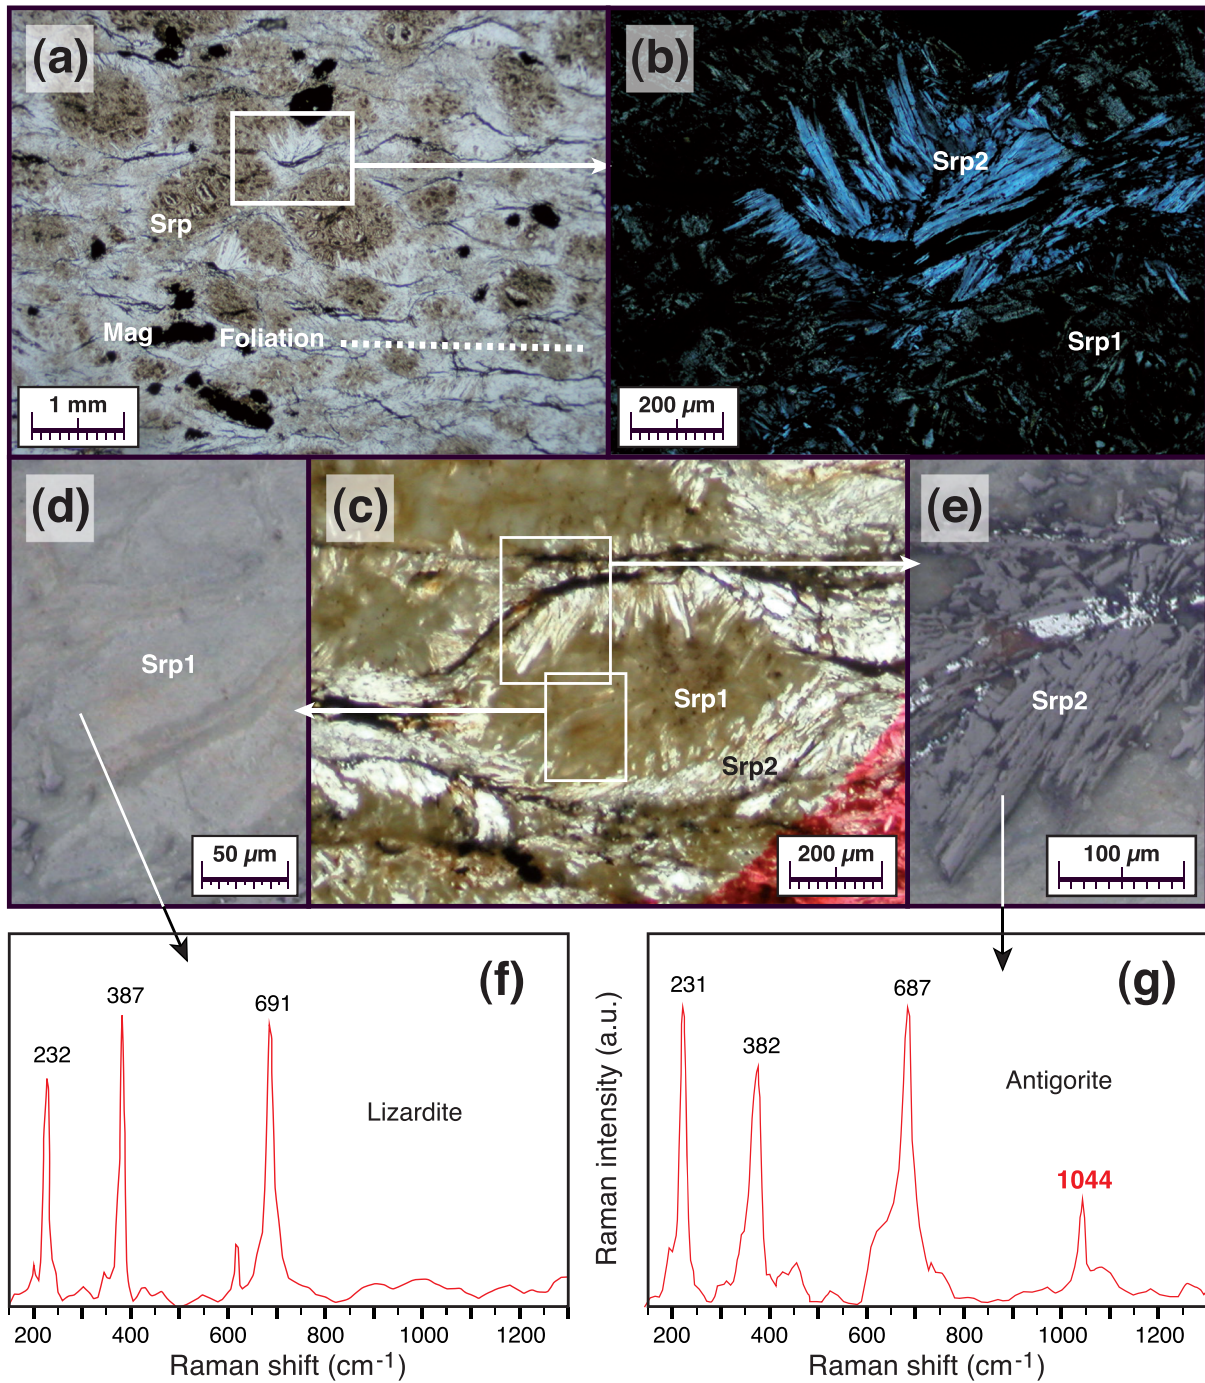 (a)
Srp
Mag
Foliation
1 mm
(b)
Srp2
Srp1
200 µm
(d)
Srp1
50 µm
(c)
Srp1
Srp2
200 µm
(e)
Srp2
100 µm
(f)
232
387
691
Lizardite
200 400 600 800 1000 1200
Raman shift (cm-1)
(g)
Raman intensity (a.u.)
231
382
687
1044
Antigorite
200 400 600 800 1000 1200
Raman shift (cm-1)